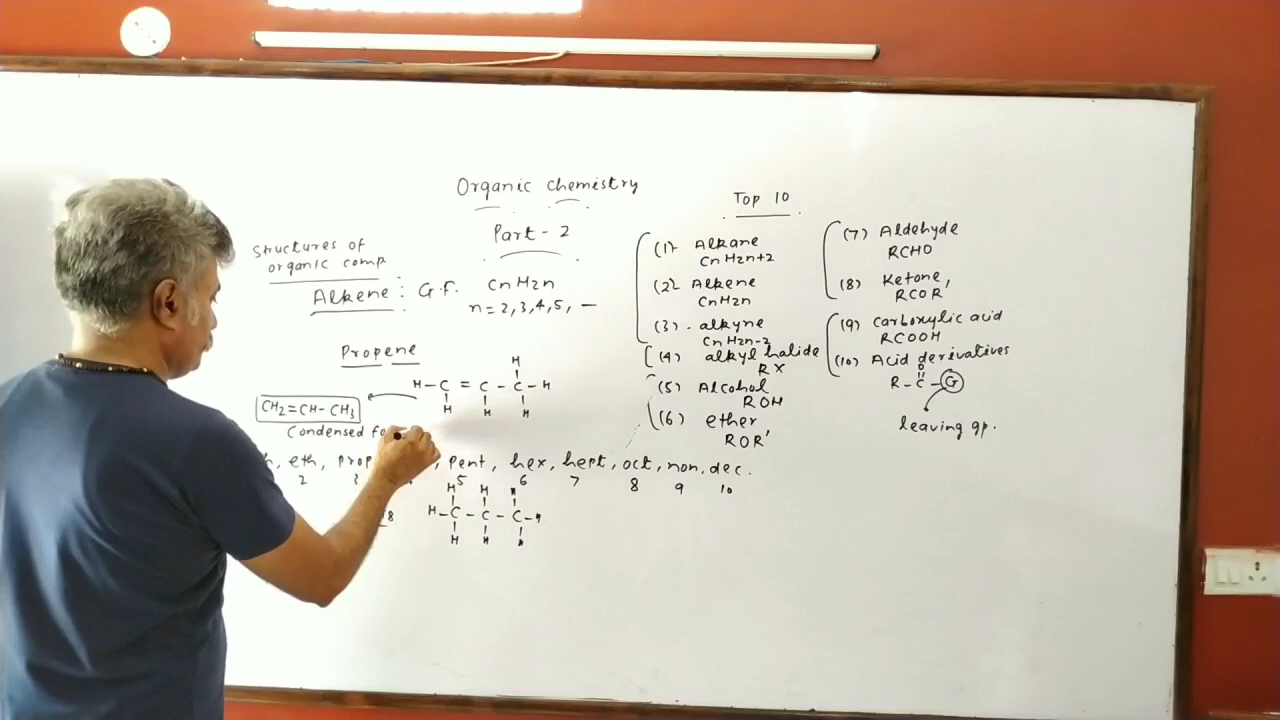 Organic chemistry
Part - 2
Structures of
organic comp
Alkene : G.F. CnH2n
n = 2,3,4,5, —
Propene
H
H - C = C - C - H
H H H
CH2=CH-CH3
Condensed
eth, prop , pent, hex, hept, oct, non, dec.
2 3 5 6 7 8 9 10
8
H H H
H - C - C - C - H
H H H
Top 10
(1) Alkane
CnH2n+2
(2) Alkene
CnH2n
(3) - alkyne
CnH2n-2
(4) alkyl halide
RX
(5) Alcohol
ROH
(6) ether
ROR'
(7) Aldehyde
RCHO
(8) Ketone
RCOR'
(9) Carboxylic acid
RCOOH
(10) Acid derivatives
O
R - C - G
leaving gp.